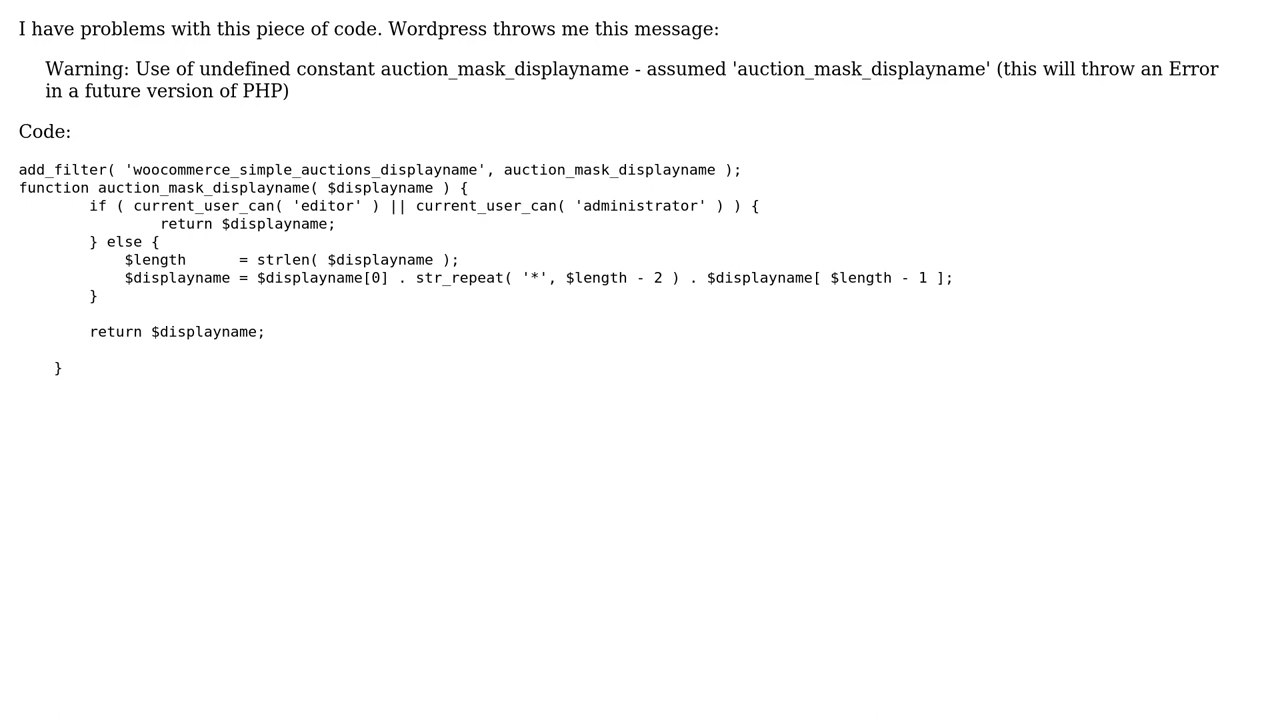 I have problems with this piece of code. Wordpress throws me this message:
Warning: Use of undefined constant auction_mask_displayname - assumed 'auction_mask_displayname' (this will throw an Error
in a future version of PHP)
Code:
add_filter( 'woocommerce_simple_auctions_displayname', auction_mask_displayname );
function auction_mask_displayname( $displayname ) {
        if ( current_user_can( 'editor' ) || current_user_can( 'administrator' ) ) {
                return $displayname;
        } else {
            $length      = strlen( $displayname );
            $displayname = $displayname[0] . str_repeat( '*', $length - 2 ) . $displayname[ $length - 1 ];
        }
        return $displayname;
    }